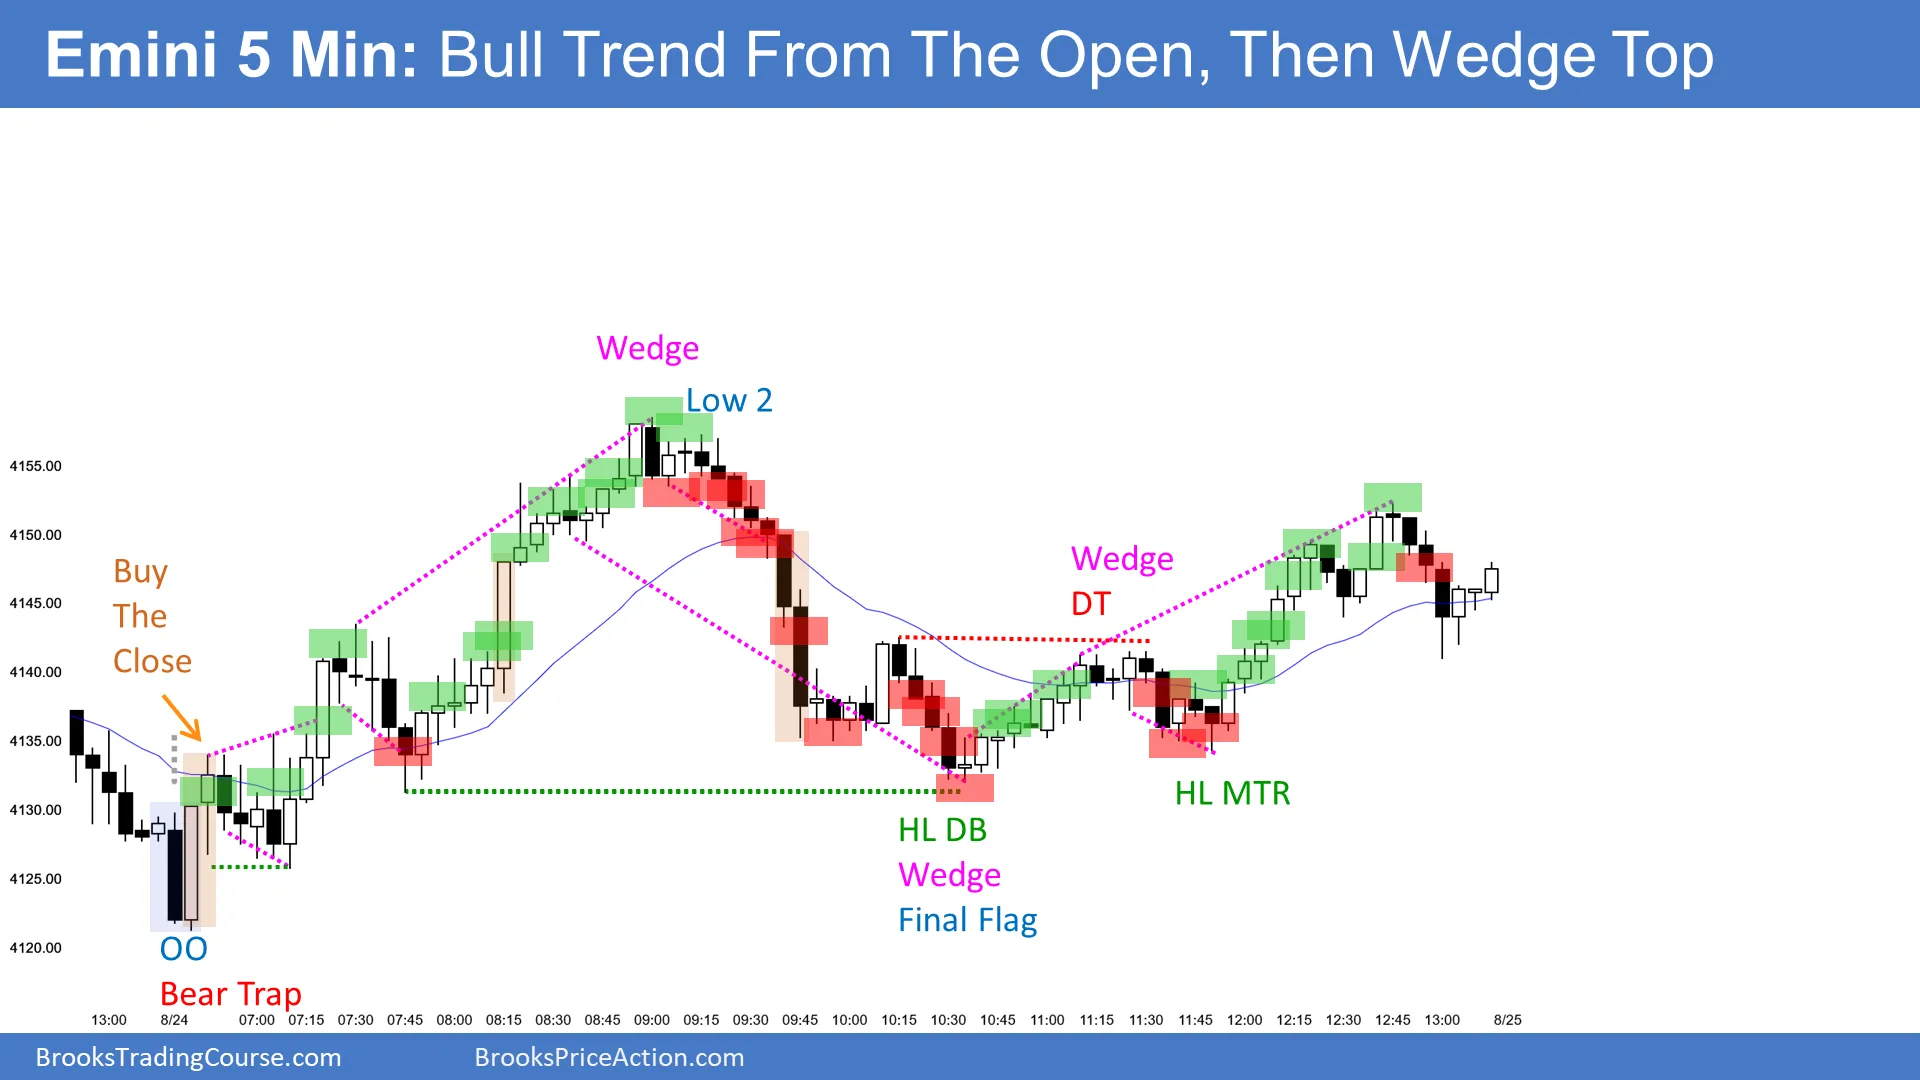 Emini 5 Min: Bull Trend From The Open, Then Wedge Top
Wedge
Low 2
4155.00
4150.00
Buy
The
Close
Wedge
DT
4145.00
4140.00
4135.00
HL MTR
4130.00
HL DB
Wedge
Final Flag
4125.00
4120.00
OO
Bear Trap
13:00 8/24 07:00 07:15 07:30 07:45 08:00 08:15 08:30 08:45 09:00 09:15 09:30 09:45 10:00 10:15 10:30 10:45 11:00 11:15 11:30 11:45 12:00 12:15 12:30 12:45 13:00 8/25
BrooksTradingCourse.com BrooksPriceAction.com